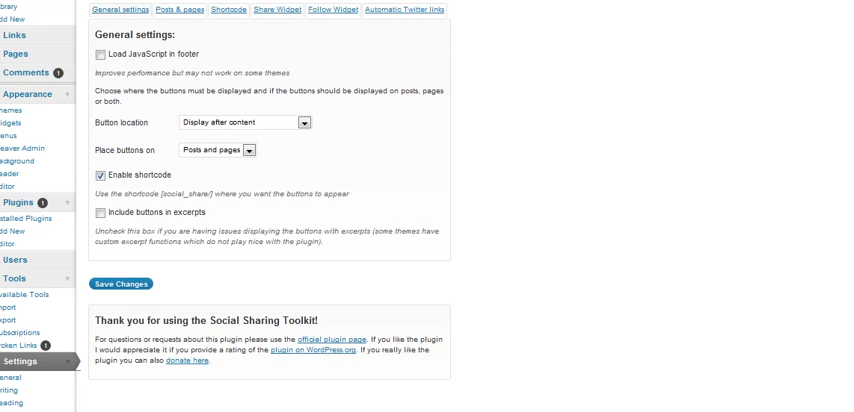 General settings Posts & pages Shortcode Share Widget Follow Widget Automatic Twitter links
General settings:
Load JavaScript in footer
Improves perfomance but may not work on some themes
Choose where the buttons must be displayed and if the buttons should be displayed on posts, pages
or both.
Button location Display after content
Place buttons on Posts and pages
Enable shortcode
Use the shortcode [social_share/] where you want the buttons to appear
Include buttons in excerpts
Uncheck this box if you are having issues displaying the buttons with excerpts (some themes have
custom excerpt functions which do not play nice with the plugin).
Save Changes
Thank you for using the Social Sharing Toolkit!
For questions or requests about this plugin please use the official plugin page. If you like the plugin
I would appreciate it if you provide a rating of the plugin on WordPress.org. If you really like the
plugin you can also donate here.
brary
dd New
Links
Pages
Comments 1
Appearance
hemes
idgets
enus
eaver Admin
ackground
eader
ditor
Plugins 1
stalled Plugins
dd New
ditor
Users
Tools
vailable Tools
mport
xport
ubscriptions
roken Links 1
Settings
eneral
riting
eading